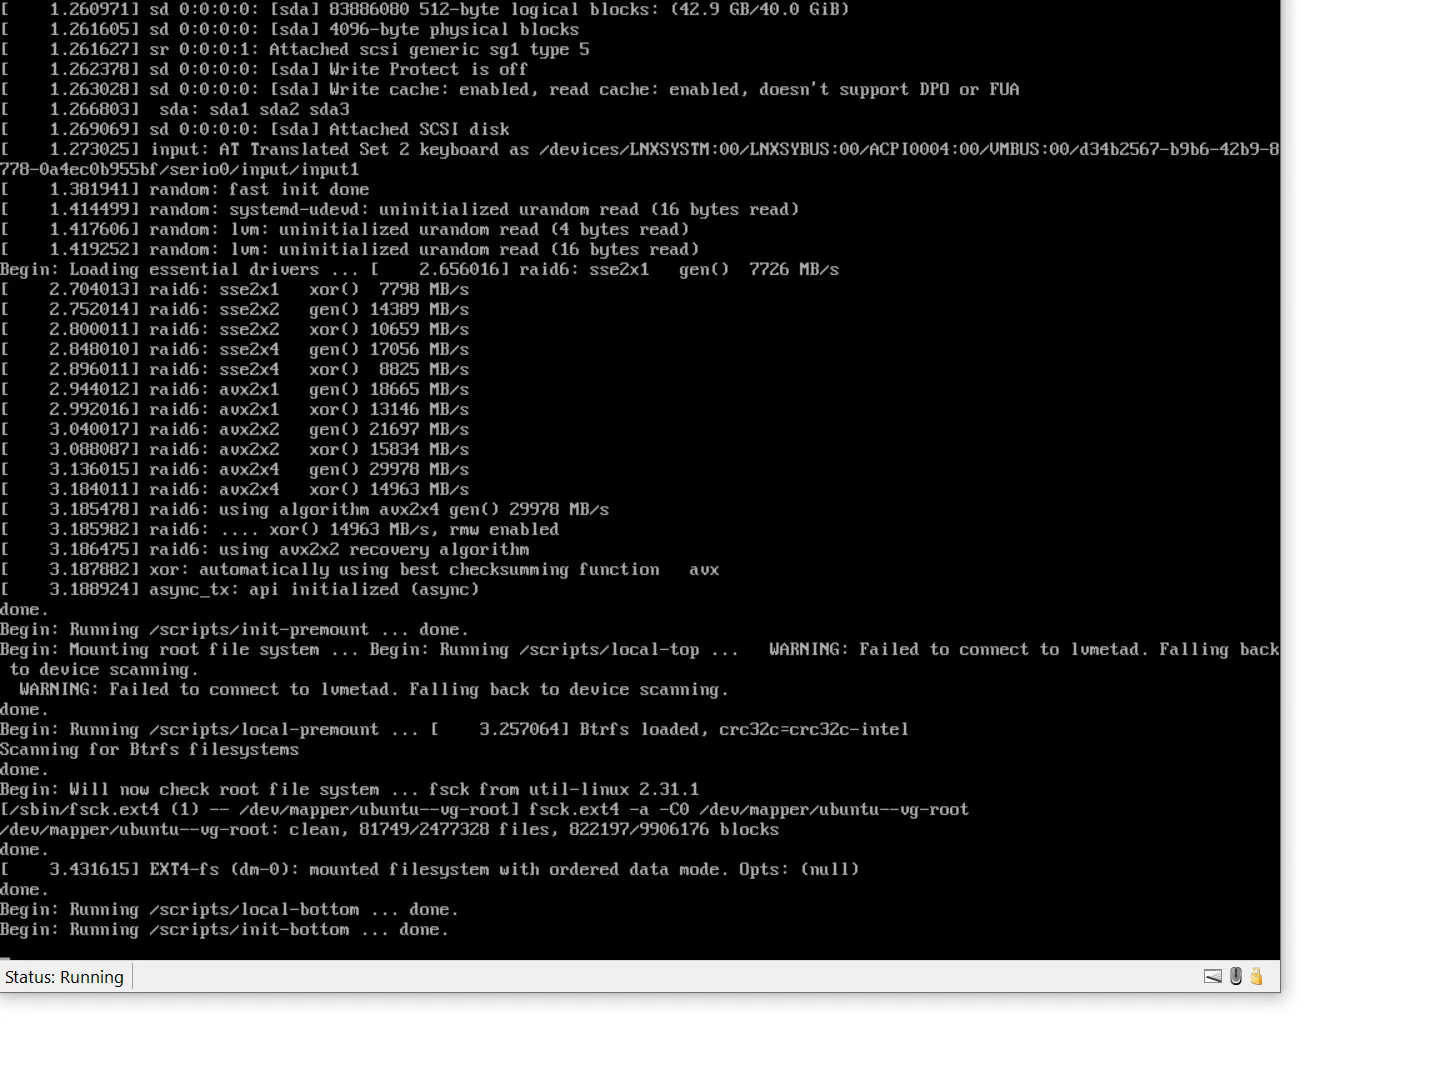 [    1.260971] sd 0:0:0:0: [sda] 83886080 512-byte logical blocks: (42.9 GB/40.0 GiB)
[    1.261605] sd 0:0:0:0: [sda] 4096-byte physical blocks
[    1.261627] sr 0:0:0:1: Attached scsi generic sg1 type 5
[    1.262378] sd 0:0:0:0: [sda] Write Protect is off
[    1.263028] sd 0:0:0:0: [sda] Write cache: enabled, read cache: enabled, doesn't support DPO or FUA
[    1.266803]  sda: sda1 sda2 sda3
[    1.269069] sd 0:0:0:0: [sda] Attached SCSI disk
[    1.273025] input: AT Translated Set 2 keyboard as /devices/LNXSYSTM:00/LNXSYBUS:00/ACPI0004:00/VMBUS:00/d34b2567-b9b6-42b9-8
778-0a4ec0b955bf/serio0/input/input1
[    1.381941] random: fast init done
[    1.414499] random: systemd-udevd: uninitialized urandom read (16 bytes read)
[    1.417606] random: lvm: uninitialized urandom read (4 bytes read)
[    1.419252] random: lvm: uninitialized urandom read (16 bytes read)
Begin: Loading essential drivers ... [    2.656016] raid6: sse2x1   gen()  7726 MB/s
[    2.704013] raid6: sse2x1   xor()  7798 MB/s
[    2.752014] raid6: sse2x2   gen() 14389 MB/s
[    2.800011] raid6: sse2x2   xor() 10659 MB/s
[    2.848010] raid6: sse2x4   gen() 17056 MB/s
[    2.896011] raid6: sse2x4   xor()  8825 MB/s
[    2.944012] raid6: avx2x1   gen() 18665 MB/s
[    2.992016] raid6: avx2x1   xor() 13146 MB/s
[    3.040017] raid6: avx2x2   gen() 21697 MB/s
[    3.088087] raid6: avx2x2   xor() 15834 MB/s
[    3.136015] raid6: avx2x4   gen() 29978 MB/s
[    3.184011] raid6: avx2x4   xor() 14963 MB/s
[    3.185478] raid6: using algorithm avx2x4 gen() 29978 MB/s
[    3.185982] raid6: .... xor() 14963 MB/s, rmw enabled
[    3.186475] raid6: using avx2x2 recovery algorithm
[    3.187882] xor: automatically using best checksumming function   avx
[    3.188924] async_tx: api initialized (async)
done.
Begin: Running /scripts/init-premount ... done.
Begin: Mounting root file system ... Begin: Running /scripts/local-top ...   WARNING: Failed to connect to lvmetad. Falling back
 to device scanning.
  WARNING: Failed to connect to lvmetad. Falling back to device scanning.
done.
Begin: Running /scripts/local-premount ... [    3.257064] Btrfs loaded, crc32c=crc32c-intel
Scanning for Btrfs filesystems
done.
Begin: Will now check root file system ... fsck from util-linux 2.31.1
[/sbin/fsck.ext4 (1) -- /dev/mapper/ubuntu--vg-root] fsck.ext4 -a -C0 /dev/mapper/ubuntu--vg-root
/dev/mapper/ubuntu--vg-root: clean, 81749/2477328 files, 822197/9906176 blocks
done.
[    3.431615] EXT4-fs (dm-0): mounted filesystem with ordered data mode. Opts: (null)
done.
Begin: Running /scripts/local-bottom ... done.
Begin: Running /scripts/init-bottom ... done.
Status: Running